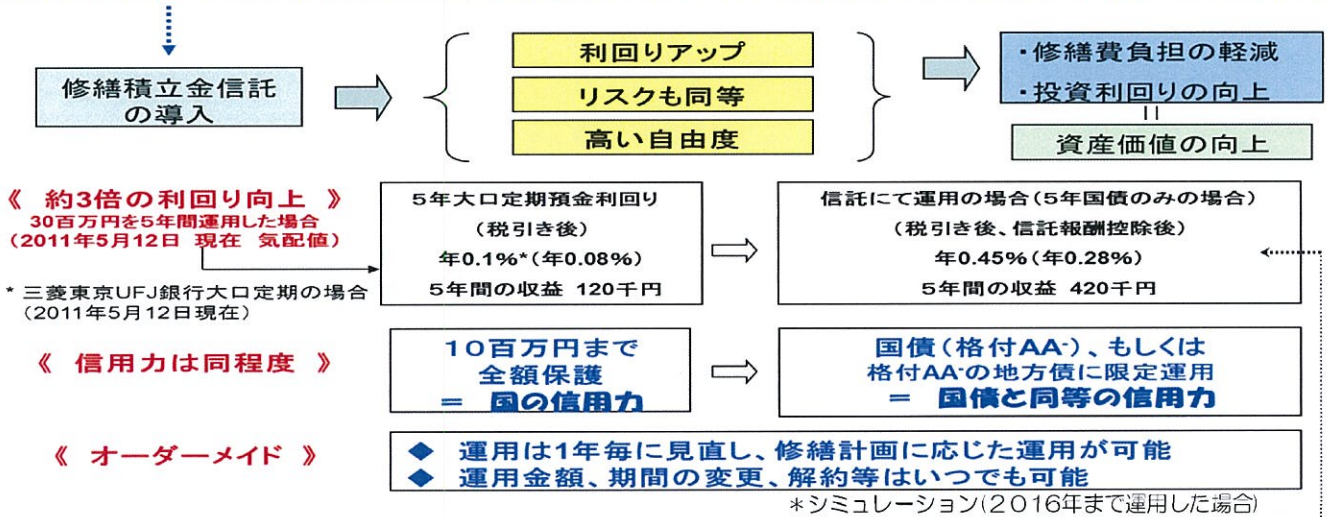 修繕積立金信託
の導入
利回りアップ
リスクも同等
高い自由度
・修繕費負担の軽減
・投資利回りの向上
||
資産価値の向上
《 約3倍の利回り向上 》
30百万円を5年間運用した場合
(2011年5月12日 現在 気配値)
* 三菱東京UFJ銀行大口定期の場合
(2011年5月12日現在)
5年大口定期預金利回り
(税引き後)
年0.1%*(年0.08%)
5年間の収益 120千円
信託にて運用の場合(5年国債のみの場合)
(税引き後、信託報酬控除後)
年0.45%(年0.28%)
5年間の収益 420千円
《 信用力は同程度 》
10百万円まで
全額保護
= 国の信用力
国債(格付AA-)、もしくは
格付AA-の地方債に限定運用
= 国債と同等の信用力
《 オーダーメイド 》
◆ 運用は1年毎に見直し、修繕計画に応じた運用が可能
◆ 運用金額、期間の変更、解約等はいつでも可能
*シミュレーション(2016年まで運用した場合)